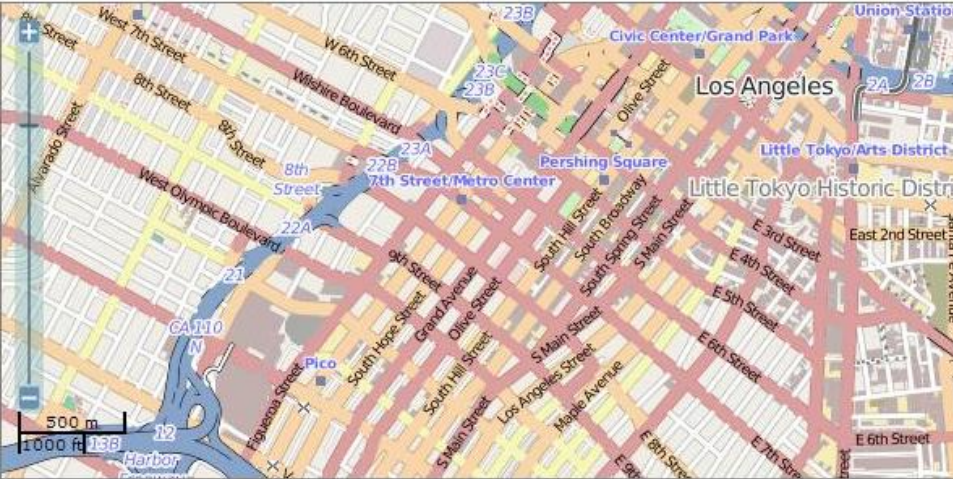 23B
Union Statio
West 7th Street
Street
W 6th Street
Civic Center/Grand Park
23C
23B
Wilshire Boulevard
8th Street
Olive Street
Los Angeles
2A
2B
Alvarado Street
8th Street
23A
8th
Street
22B
7th Street/Metro Center
Pershing Square
Little Tokyo/Arts District
West Olympic Boulevard
Little Tokyo Historic Distri
22A
South Hill Street
South Broadway
South Spring Street
S Main Street
E 3rd Street
East 2nd Street
21
9th Street
E 4th Street
E 5th Street
CA 110
N
Grand Avenue
Olive Street
South Hope Street
S Main Street
E 6th Street
Pico
South Hill Street
Los Angeles Street
Maple Avenue
Figueroa Street
S Main Street
500 m
1000 ft
13B
12
Harbor
E 8th Street
E 7th Str
E 6th Street
E 9th
street